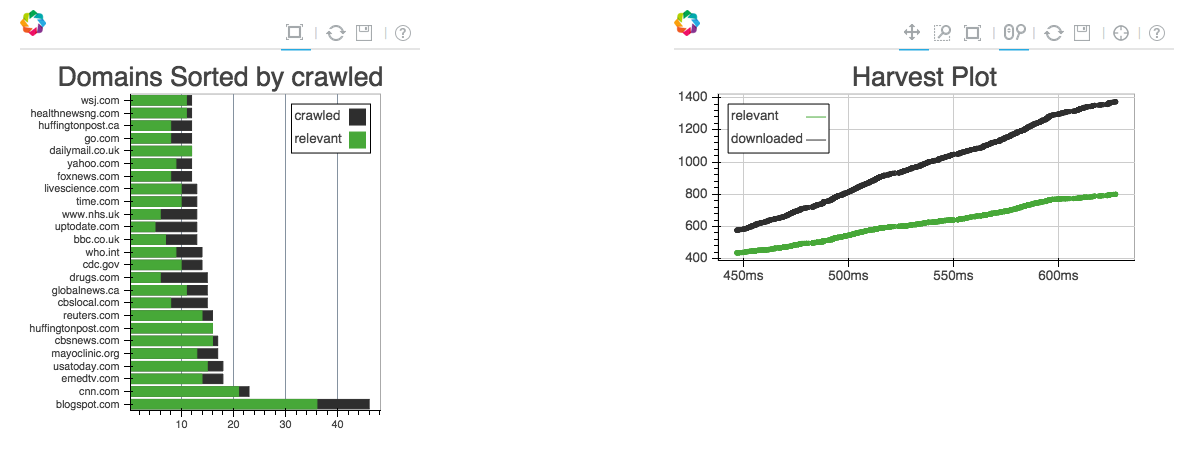 Domains Sorted by crawled
wsj.com
healthnewsng.com
huffingtonpost.ca
go.com
dailymail.co.uk
yahoo.com
foxnews.com
livescience.com
time.com
www.nhs.uk
uptodate.com
bbc.co.uk
who.int
cdc.gov
drugs.com
globalnews.ca
cbslocal.com
reuters.com
huffingtonpost.com
cbsnews.com
mayoclinic.org
usatoday.com
emedtv.com
cnn.com
blogspot.com
crawled
relevant
10 20 30 40
Harvest Plot
1400
1200
1000
800
600
400
relevant
downloaded
450ms 500ms 550ms 600ms